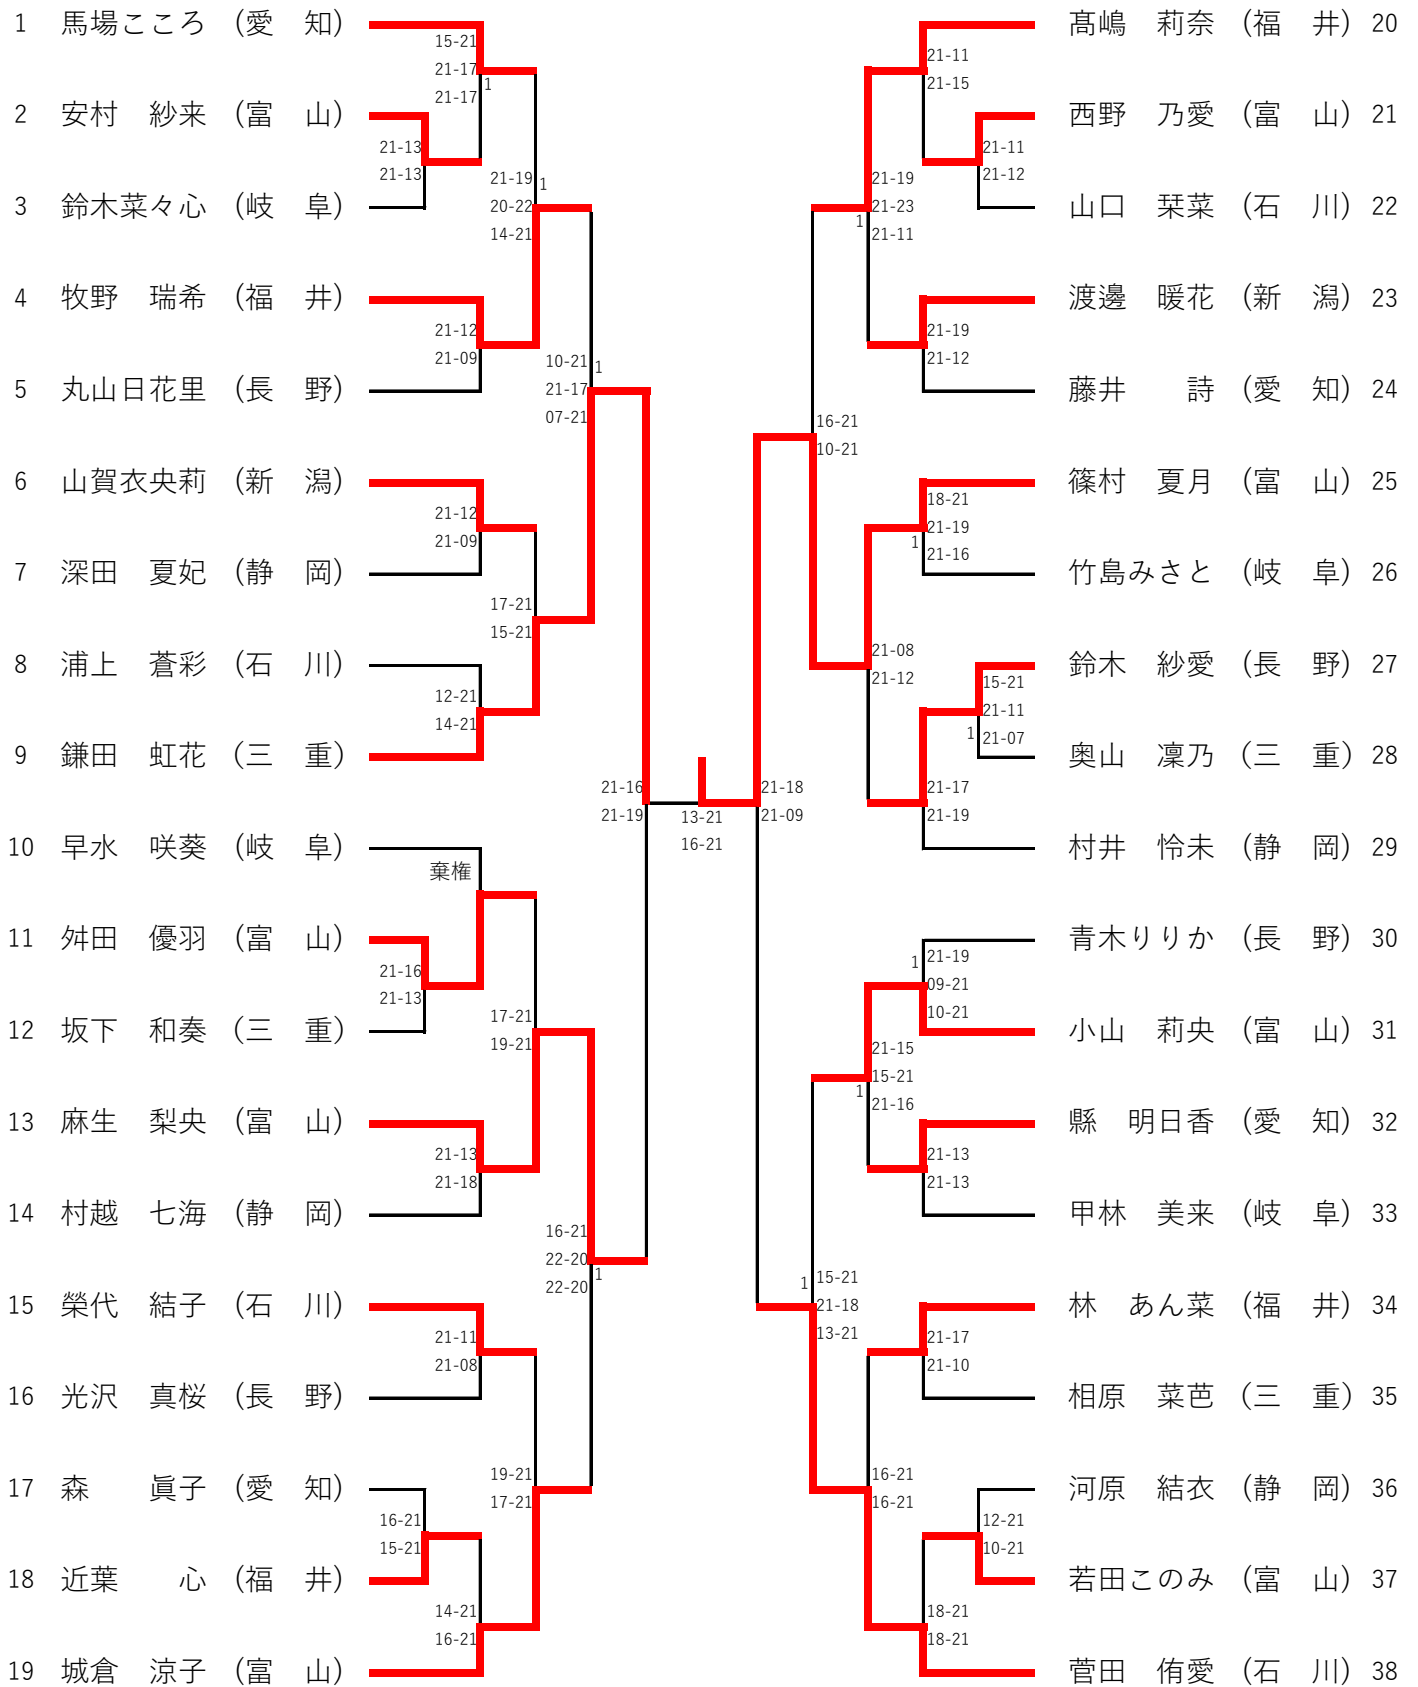 1 馬場こころ (愛 知)
2 安村 紗来 (富 山)
3 鈴木菜々心 (岐 阜)
4 牧野 瑞希 (福 井)
5 丸山日花里 (長 野)
6 山賀衣央莉 (新 潟)
7 深田 夏妃 (静 岡)
8 浦上 蒼彩 (石 川)
9 鎌田 虹花 (三 重)
10 早水 咲葵 (岐 阜)
11 舛田 優羽 (富 山)
12 坂下 和奏 (三 重)
13 麻生 梨央 (富 山)
14 村越 七海 (静 岡)
15 榮代 結子 (石 川)
16 光沢 真桜 (長 野)
17 森 眞子 (愛 知)
18 近葉 心 (福 井)
19 城倉 涼子 (富 山)
15-21
21-17
1
21-17
21-13
21-13
21-12
21-09
21-12
21-09
12-21
14-21
棄権
21-16
21-13
21-13
21-18
21-11
21-08
16-21
15-21
14-21
16-21
21-19
1
20-22
14-21
17-21
15-21
17-21
19-21
19-21
17-21
10-21
1
21-17
07-21
16-21
22-20
1
22-20
21-16
21-19
13-21
16-21
21-18
21-09
16-21
10-21
1
15-21
21-18
13-21
21-19
21-23
1
21-11
21-08
21-12
21-15
15-21
1
21-16
16-21
16-21
21-11
21-15
21-11
21-12
21-19
21-12
18-21
21-19
1
21-16
15-21
21-11
1
21-07
21-17
21-19
1
21-19
09-21
10-21
21-13
21-13
21-17
21-10
12-21
10-21
18-21
18-21
髙嶋 莉奈 (福 井) 20
西野 乃愛 (富 山) 21
山口 栞菜 (石 川) 22
渡邊 暖花 (新 潟) 23
藤井 詩 (愛 知) 24
篠村 夏月 (富 山) 25
竹島みさと (岐 阜) 26
鈴木 紗愛 (長 野) 27
奥山 凜乃 (三 重) 28
村井 怜未 (静 岡) 29
青木りりか (長 野) 30
小山 莉央 (富 山) 31
縣 明日香 (愛 知) 32
甲林 美来 (岐 阜) 33
林 あん菜 (福 井) 34
相原 菜芭 (三 重) 35
河原 結衣 (静 岡) 36
若田このみ (富 山) 37
菅田 侑愛 (石 川) 38